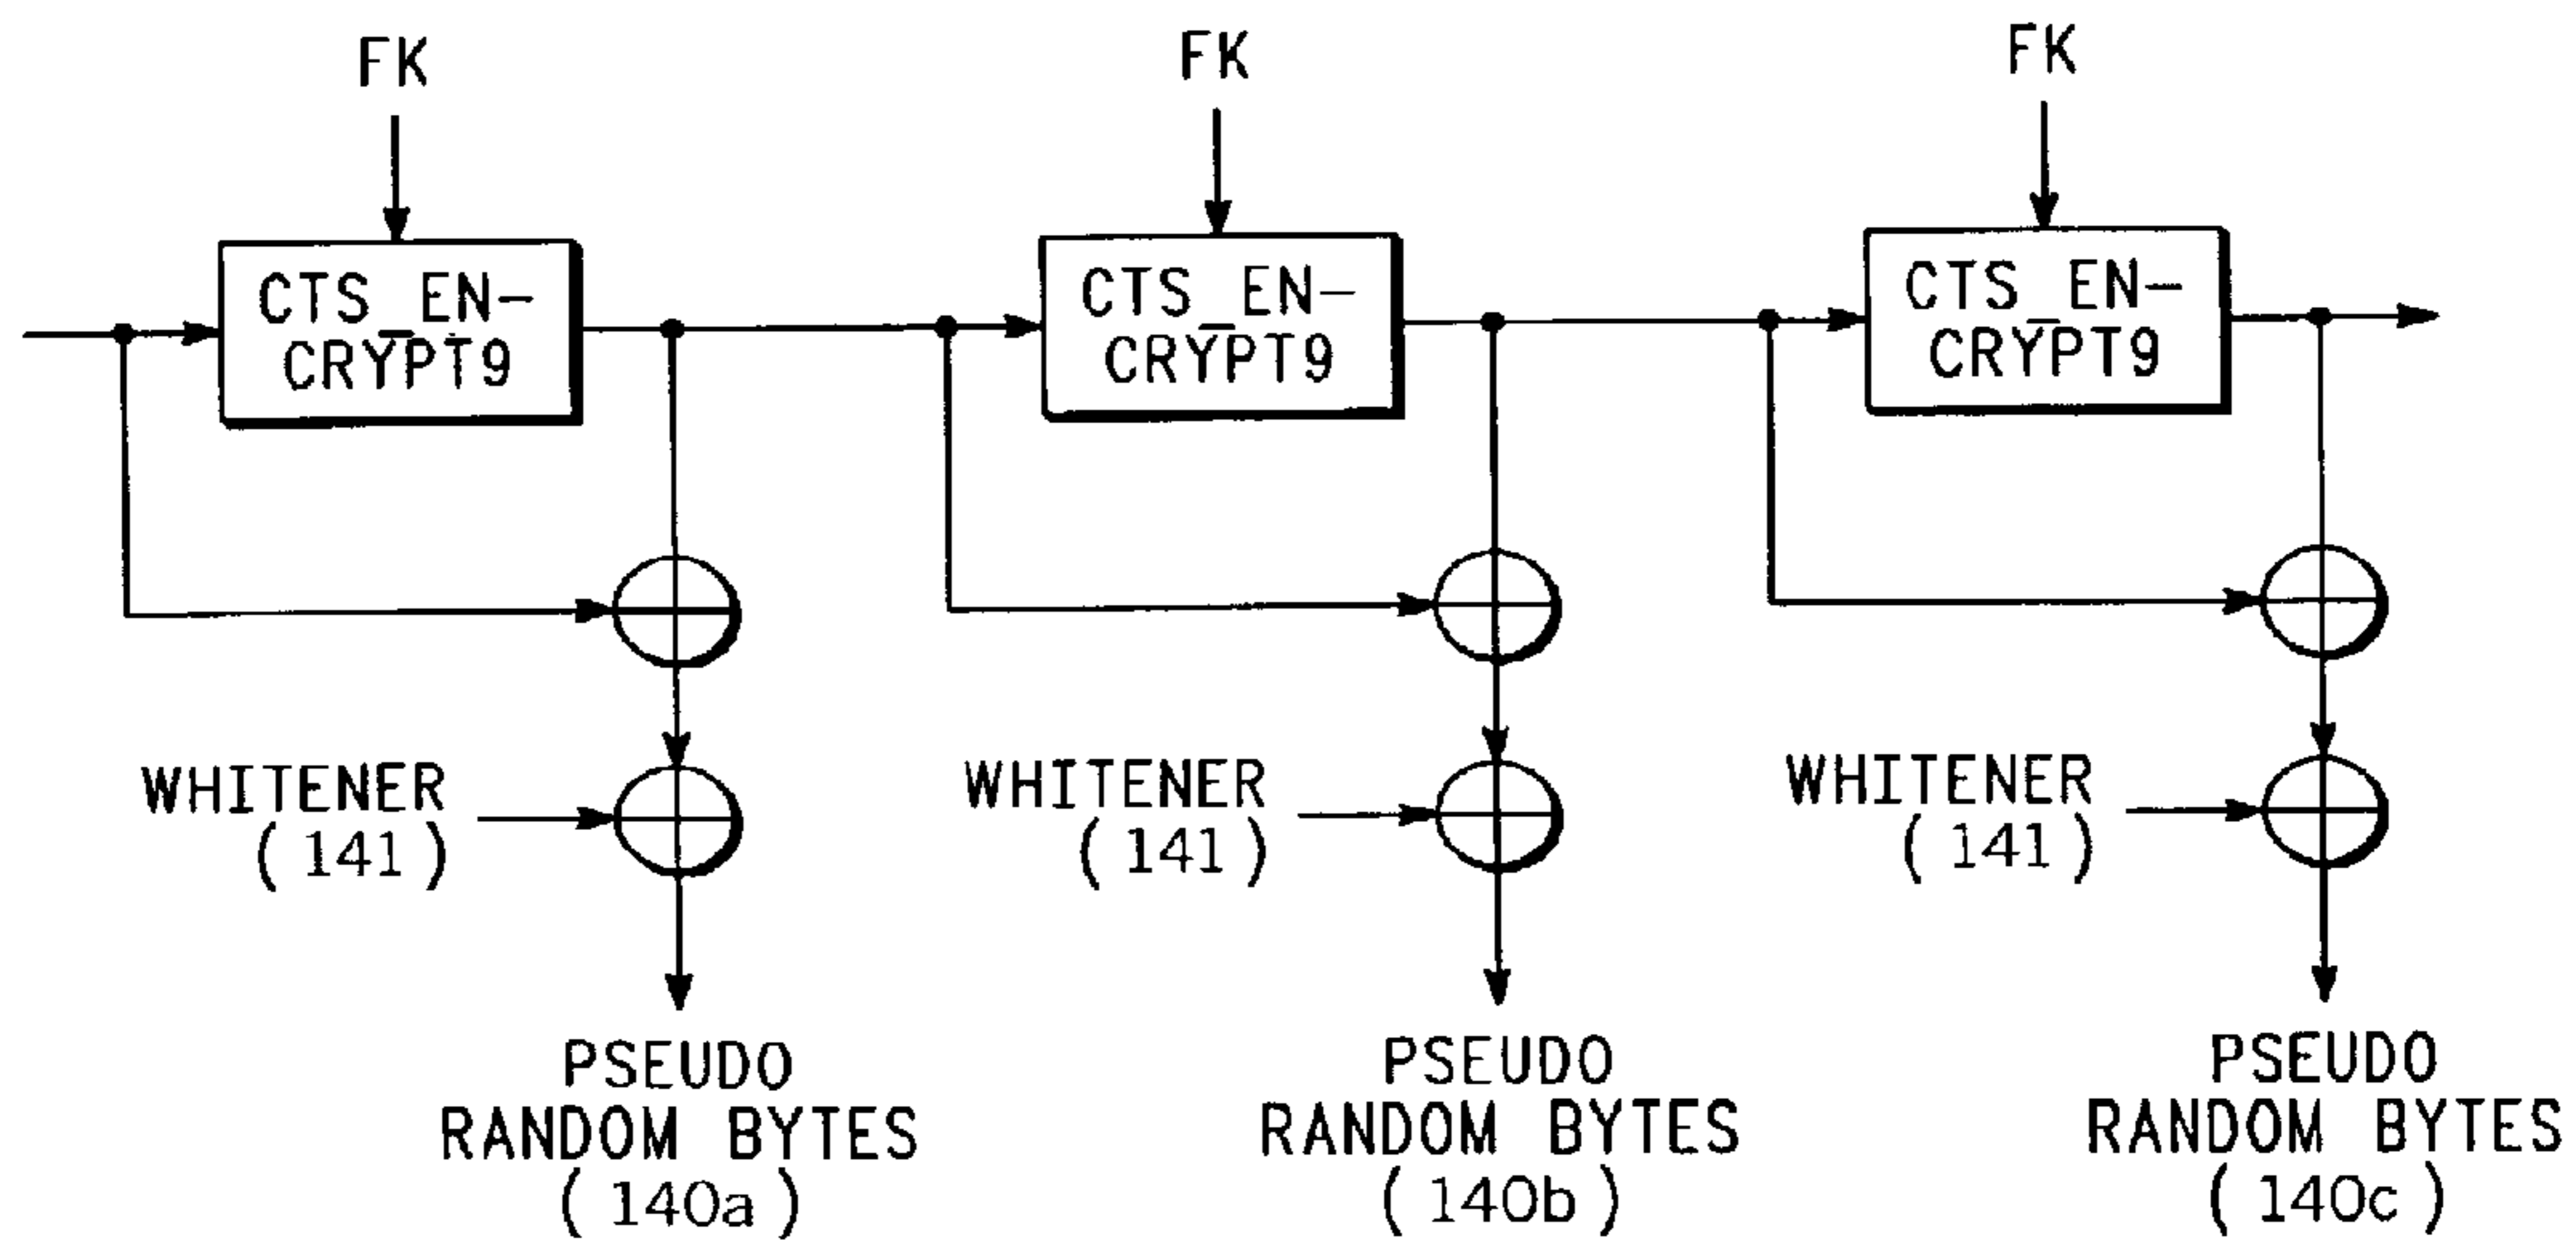 FK
FK
FK
CTS_EN-
CRYPT9
CTS_EN-
CRYPT9
CTS_EN-
CRYPT9
WHITENER
(141)
WHITENER
(141)
WHITENER
(141)
PSEUDO
RANDOM BYTES
(140a)
PSEUDO
RANDOM BYTES
(140b)
PSEUDO
RANDOM BYTES
(140c)